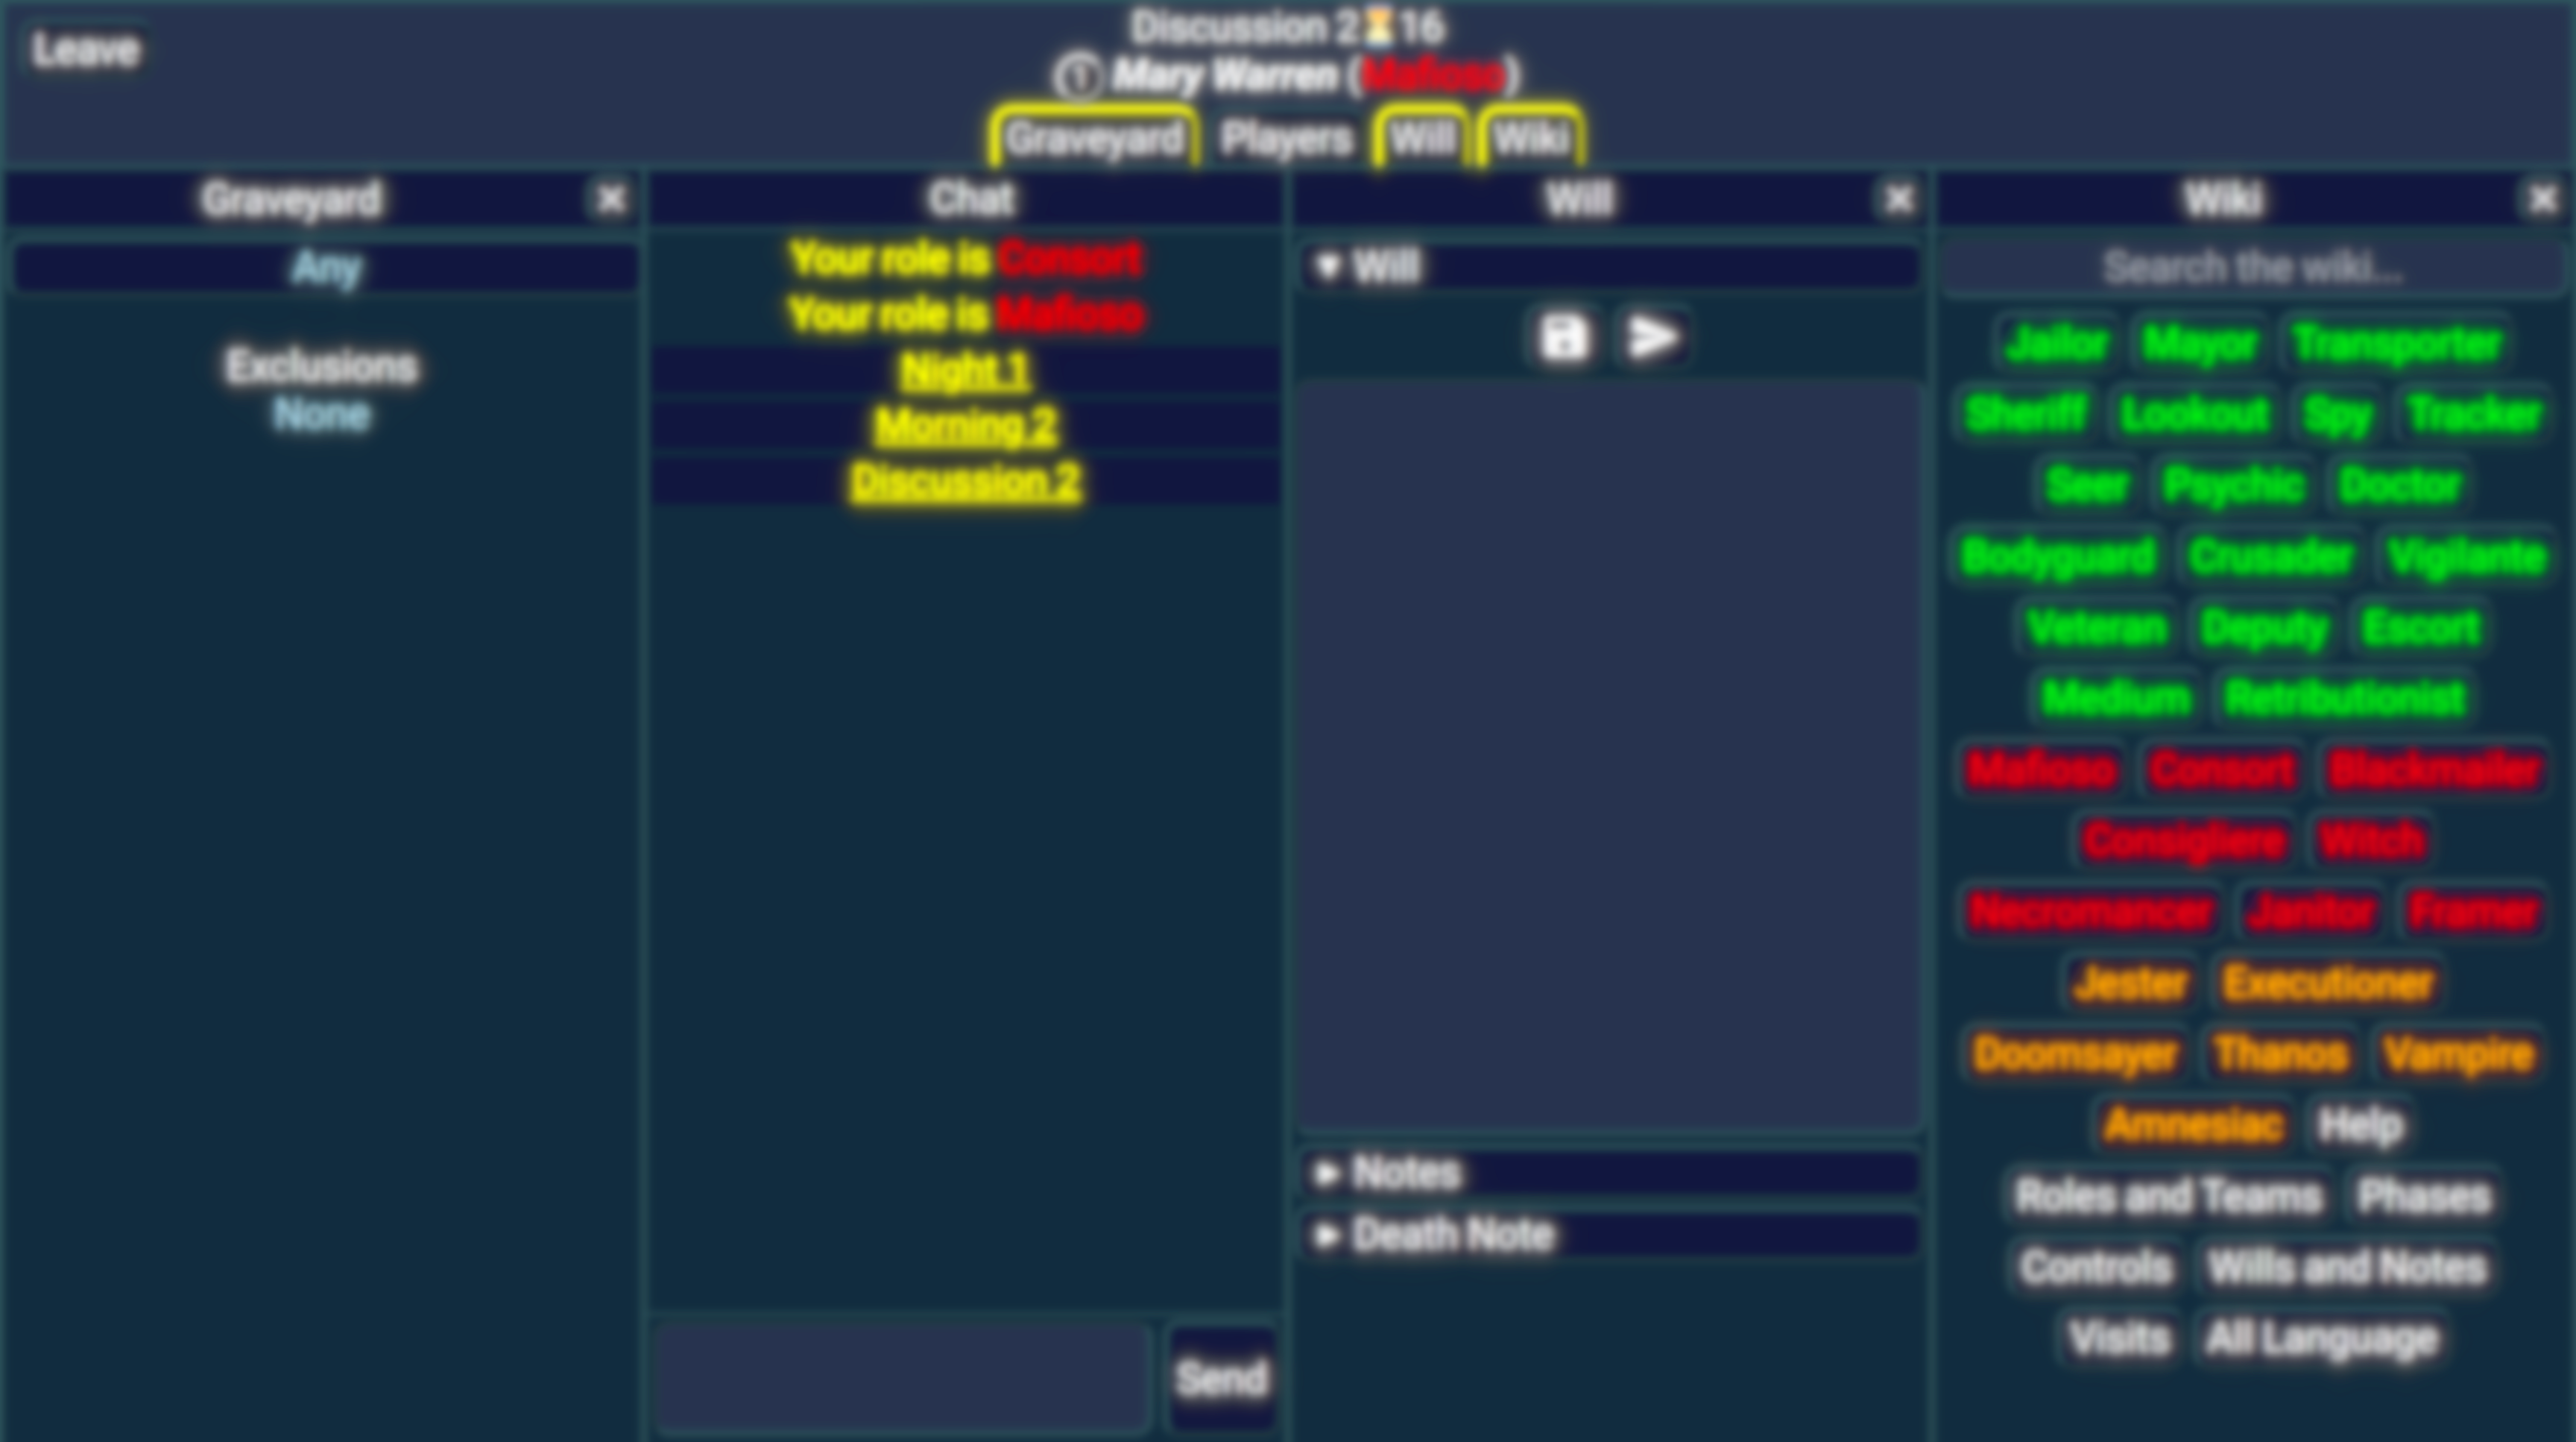 Leave
Discussion 2⏳16
① Mary Warren (Mafioso)
Graveyard Players Will Wiki
Graveyard ✕
Any
Exclusions
None
Chat
Your role is Consort
Your role is Mafioso
Night 1
Morning 2
Discussion 2
Send
Will ✕
▼ Will
▶ Notes
▶ Death Note
Wiki ✕
Search the wiki...
Jailor Mayor Transporter
Sheriff Lookout Spy Tracker
Seer Psychic Doctor
Bodyguard Crusader Vigilante
Veteran Deputy Escort
Medium Retributionist
Mafioso Consort Blackmailer
Consigliere Witch
Necromancer Janitor Framer
Jester Executioner
Doomsayer Thanos Vampire
Amnesiac Help
Roles and Teams Phases
Controls Wills and Notes
Visits All Language